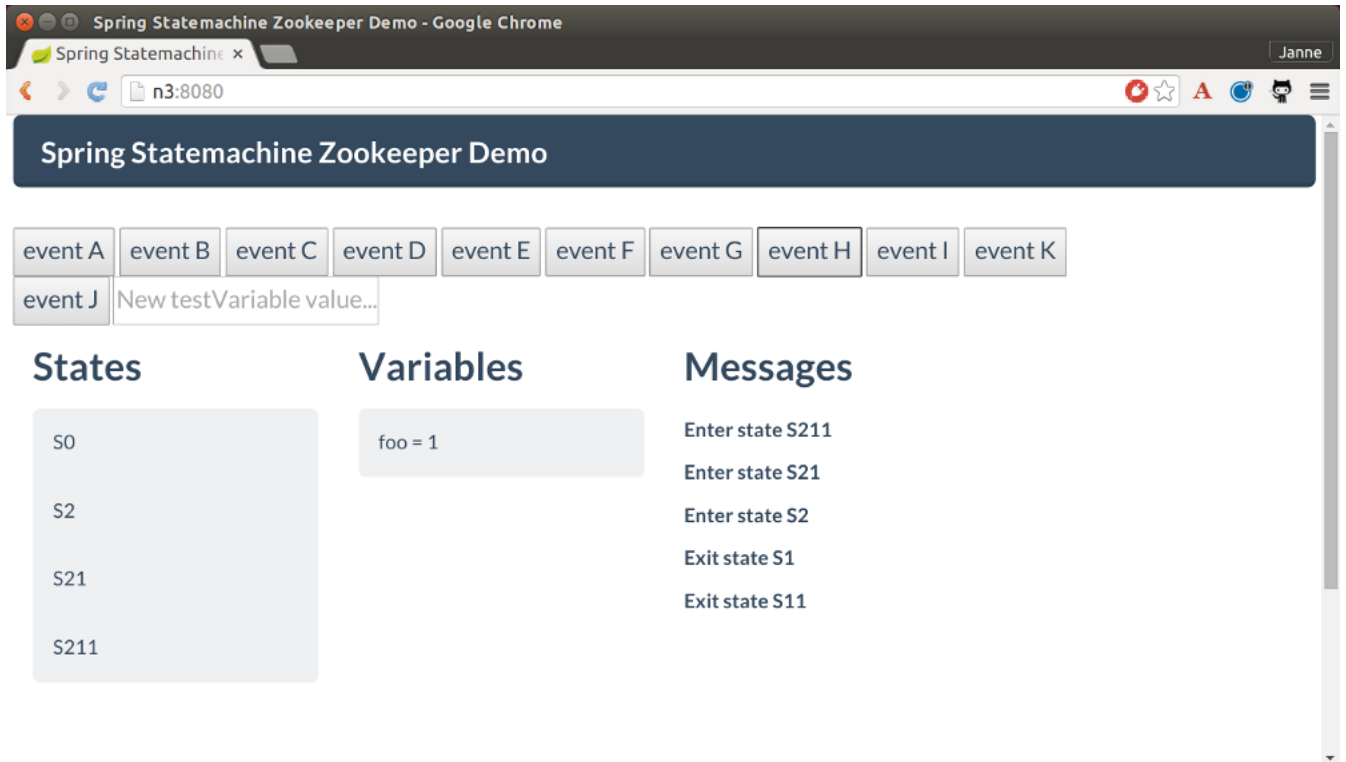 Spring Statemachine Zookeeper Demo - Google Chrome
Spring Statemachine
Janne
n3:8080
A
Spring Statemachine Zookeeper Demo
event A event B event C event D event E event F event G event H event I event K
event J New testVariable value...
States Variables Messages
S0 foo = 1 Enter state S211
Enter state S21
S2 Enter state S2
Exit state S1
S21 Exit state S11
S211